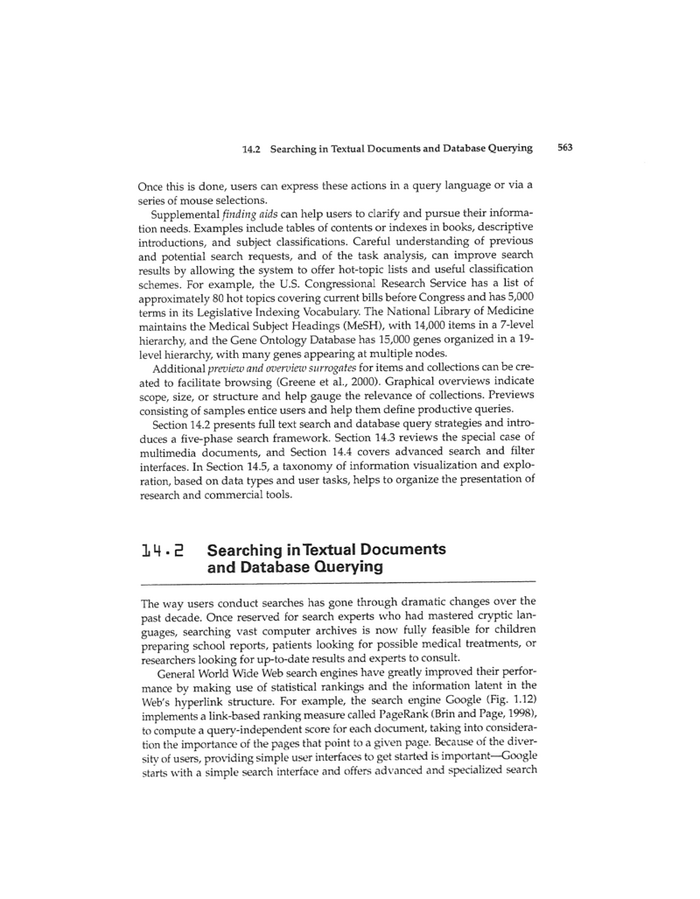 14.2 Searching in Textual Documents and Database Querying 563
Once this is done, users can express these actions in a query language or via a
series of mouse selections.
Supplemental finding aids can help users to clarify and pursue their informa-
tion needs. Examples include tables of contents or indexes in books, descriptive
introductions, and subject classifications. Careful understanding of previous
and potential search requests, and of the task analysis, can improve search
results by allowing the system to offer hot-topic lists and useful classification
schemes. For example, the U.S. Congressional Research Service has a list of
approximately 80 hot topics covering current bills before Congress and has 5,000
terms in its Legislative Indexing Vocabulary. The National Library of Medicine
maintains the Medical Subject Headings (MeSH), with 14,000 items in a 7-level
hierarchy, and the Gene Ontology Database has 15,000 genes organized in a 19-
level hierarchy, with many genes appearing at multiple nodes.
Additional preview and overview surrogates for items and collections can be cre-
ated to facilitate browsing (Greene et al., 2000). Graphical overviews indicate
scope, size, or structure and help gauge the relevance of collections. Previews
consisting of samples entice users and help them define productive queries.
Section 14.2 presents full text search and database query strategies and intro-
duces a five-phase search framework. Section 14.3 reviews the special case of
multimedia documents, and Section 14.4 covers advanced search and filter
interfaces. In Section 14.5, a taxonomy of information visualization and explo-
ration, based on data types and user tasks, helps to organize the presentation of
research and commercial tools.
14.2 Searching in Textual Documents
and Database Querying
The way users conduct searches has gone through dramatic changes over the
past decade. Once reserved for search experts who had mastered cryptic lan-
guages, searching vast computer archives is now fully feasible for children
preparing school reports, patients looking for possible medical treatments, or
researchers looking for up-to-date results and experts to consult.
General World Wide Web search engines have greatly improved their perfor-
mance by making use of statistical rankings and the information latent in the
Web's hyperlink structure. For example, the search engine Google (Fig. 1.12)
implements a link-based ranking measure called PageRank (Brin and Page, 1998),
to compute a query-independent score for each document, taking into considera-
tion the importance of the pages that point to a given page. Because of the diver-
sity of users, providing simple user interfaces to get started is important—Google
starts with a simple search interface and offers advanced and specialized search